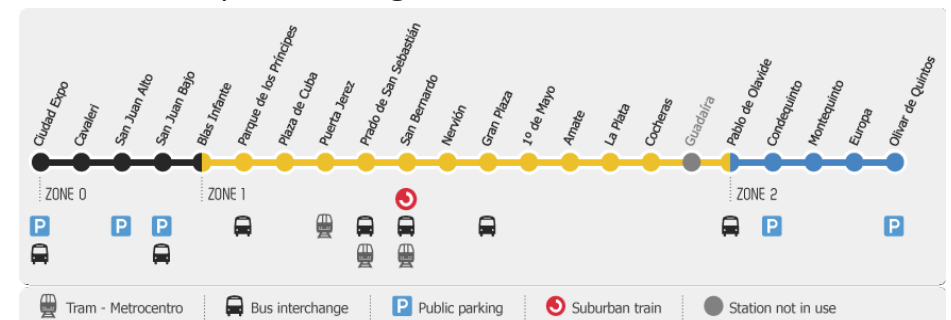 Ciudad Expo
Cavaleri
San Juan Alto
San Juan Bajo
Blas Infante
Parque de los Príncipes
Plaza de Cuba
Puerta Jerez
Prado de San Sebastián
San Bernardo
Nervión
Gran Plaza
1º de Mayo
Amate
La Plata
Cocheras
Guadaíra
Pablo de Olavide
Condequinto
Montequinto
Europa
Olivar de Quintos
ZONE 0
ZONE 1
ZONE 2
P
P
P
P
P
Tram - Metrocentro
Bus interchange
P Public parking
Suburban train
Station not in use